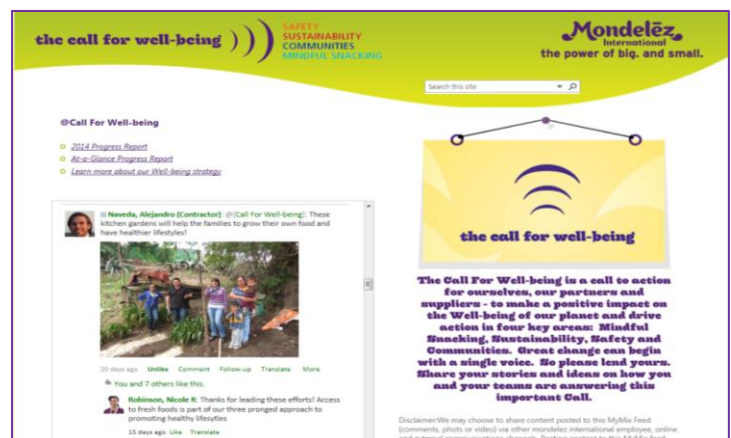 the call for well-being
SAFETY
SUSTAINABILITY
COMMUNITIES
MINDFUL SNACKING
Mondelēz
International
the power of big. and small.
Search this site
@Call For Well-being
2014 Progress Report
At-a-Glance Progress Report
Learn more about our Well-being strategy
Naveda, Alejandro (Contractor): @[Call For Well-being]: These
kitchen gardens will help the families to grow their own food and
have healthier lifestyles!
20 days ago Unlike Comment Follow-up Translate More
You and 7 others like this.
Robinson, Nicole R: Thanks for leading these efforts! Access
to fresh foods is part of our three pronged approach to
promoting healthy lifestyles
15 days ago Like Translate
the call for well-being
The Call For Well-being is a call to action
for ourselves, our partners and
suppliers - to make a positive impact on
the Well-being of our planet and drive
action in four key areas: Mindful
Snacking, Sustainability, Safety and
Communities. Great change can begin
with a single voice. So please lend yours.
Share your stories and ideas on how you
and your teams are answering this
important Call.
Disclaimer:We may choose to share content posted to this MyMix Feed
(comments, photos or video) via other mondelez international employee, online